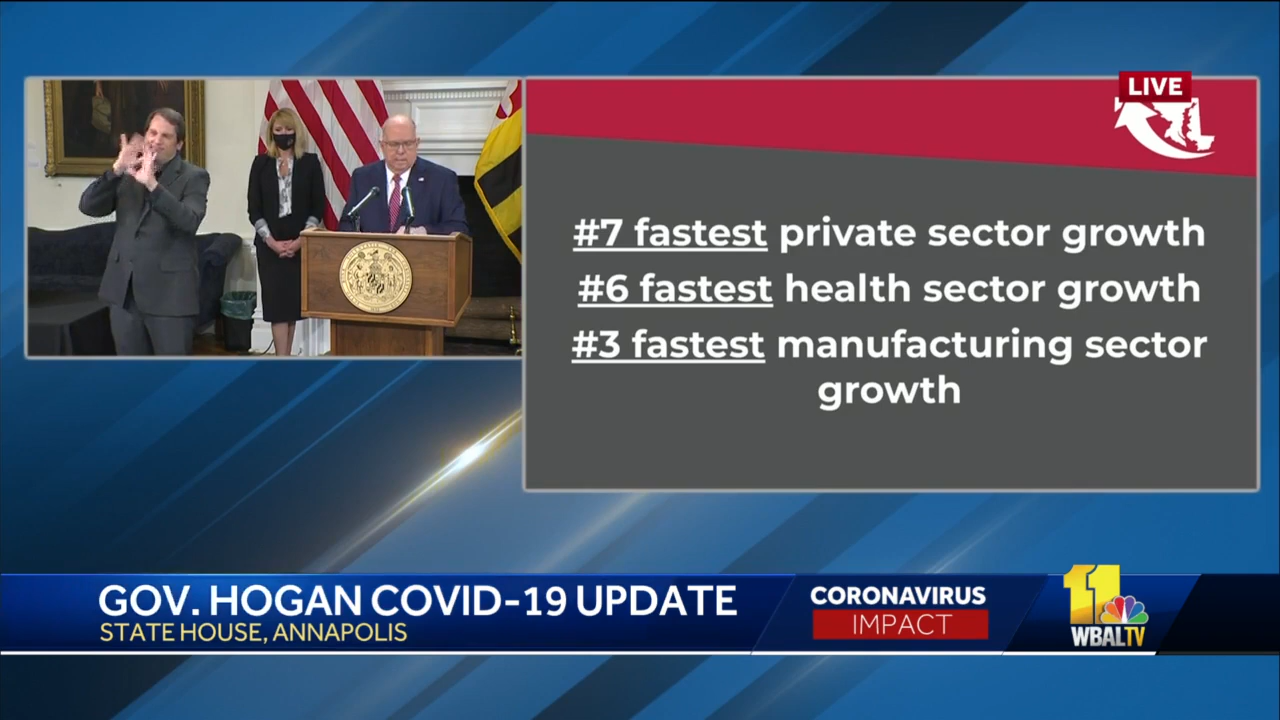 LIVE
#7 fastest private sector growth
#6 fastest health sector growth
#3 fastest manufacturing sector
growth
GOV. HOGAN COVID-19 UPDATE
STATE HOUSE, ANNAPOLIS
CORONAVIRUS
IMPACT
1
WBALTV